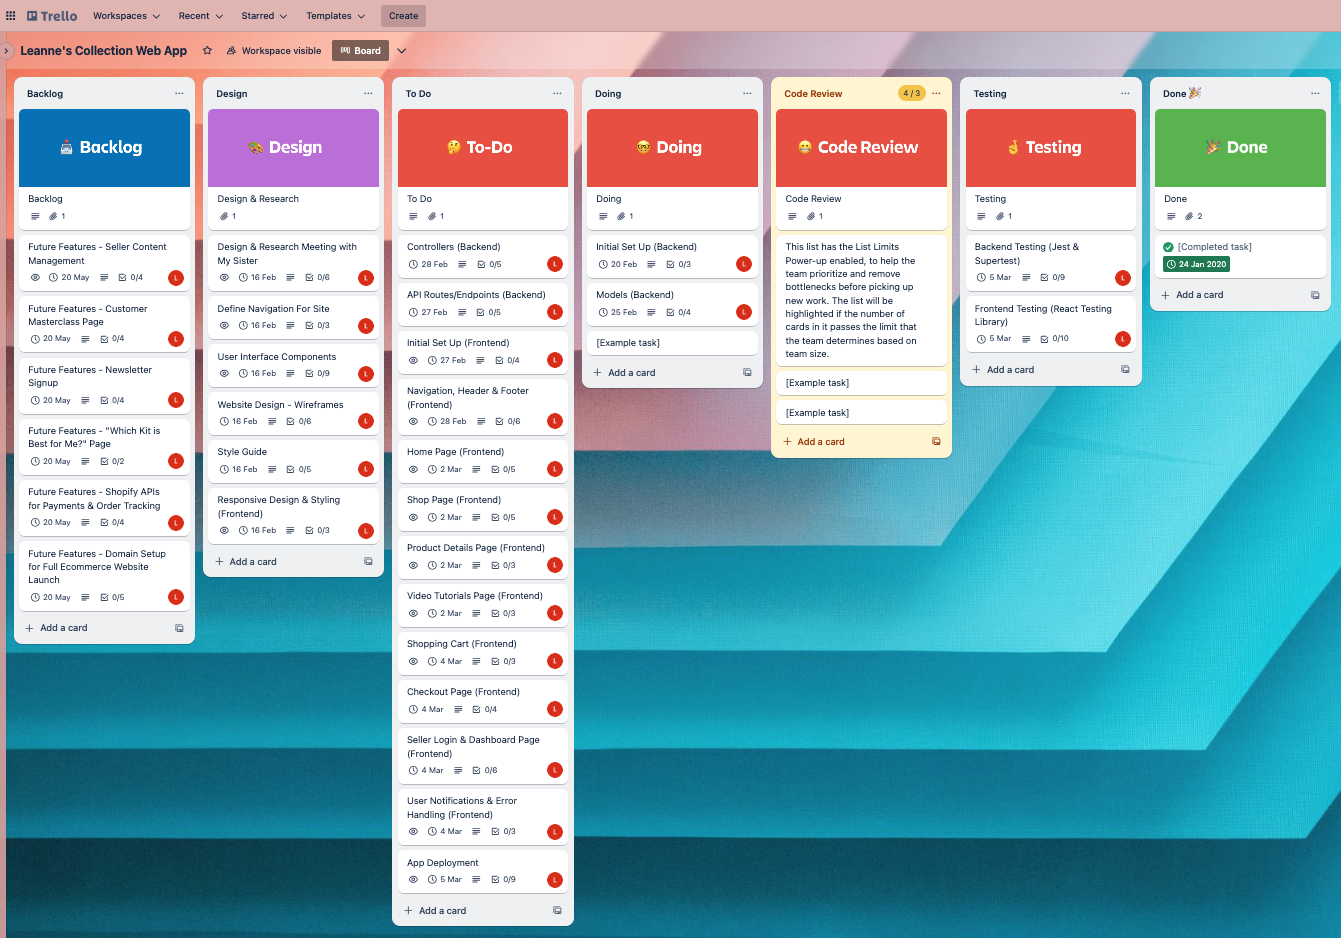 Trello
Workspaces
Recent
Starred
Templates
Create
Leanne's Collection Web App
Workspace visible
Board
Backlog
Backlog
Backlog
1
Future Features - Seller Content
Management
20 May
0/4
L
Future Features - Customer
Masterclass Page
20 May
0/4
L
Future Features - Newsletter
Signup
20 May
0/4
L
Future Features - "Which Kit is
Best for Me?" Page
20 May
0/2
L
Future Features - Shopify APIs
for Payments & Order Tracking
20 May
0/4
L
Future Features - Domain Setup
for Full Ecommerce Website
Launch
20 May
0/5
L
+ Add a card
Design
Design
Design & Research
1
Design & Research Meeting with
My Sister
16 Feb
0/6
L
Define Navigation For Site
16 Feb
0/3
L
User Interface Components
16 Feb
0/9
L
Website Design - Wireframes
16 Feb
0/6
L
Style Guide
16 Feb
0/5
L
Responsive Design & Styling
(Frontend)
16 Feb
0/3
L
+ Add a card
To Do
To-Do
To Do
1
Controllers (Backend)
28 Feb
0/5
L
API Routes/Endpoints (Backend)
27 Feb
0/5
L
Initial Set Up (Frontend)
27 Feb
0/4
L
Navigation, Header & Footer
(Frontend)
28 Feb
0/6
L
Home Page (Frontend)
2 Mar
0/5
L
Shop Page (Frontend)
2 Mar
0/5
L
Product Details Page (Frontend)
2 Mar
0/3
L
Video Tutorials Page (Frontend)
2 Mar
0/3
L
Shopping Cart (Frontend)
4 Mar
0/3
L
Checkout Page (Frontend)
4 Mar
0/4
L
Seller Login & Dashboard Page
(Frontend)
4 Mar
0/6
L
User Notifications & Error
Handling (Frontend)
4 Mar
0/3
L
App Deployment
5 Mar
0/9
L
+ Add a card
Doing
Doing
Doing
1
Initial Set Up (Backend)
20 Feb
0/3
L
Models (Backend)
25 Feb
0/4
L
[Example task]
+ Add a card
Code Review
4 / 3
Code Review
Code Review
1
This list has the List Limits
Power-up enabled, to help the
team prioritize and remove
bottlenecks before picking up
new work. The list will be
highlighted if the number of
cards in it passes the limit that
the team determines based on
team size.
[Example task]
[Example task]
+ Add a card
Testing
Testing
Testing
1
Backend Testing (Jest &
Supertest)
5 Mar
0/9
L
Frontend Testing (React Testing
Library)
5 Mar
0/10
L
+ Add a card
Done
Done
Done
2
[Completed task]
24 Jan 2020
+ Add a card